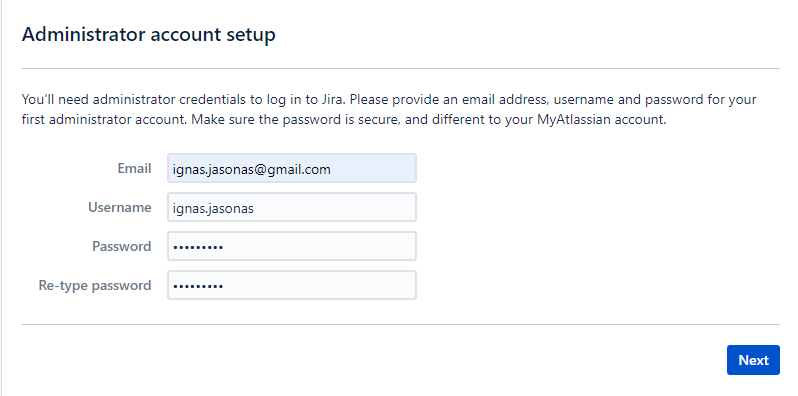 Administrator account setup
You'll need administrator credentials to log in to Jira. Please provide an email address, username and password for your
first administrator account. Make sure the password is secure, and different to your MyAtlassian account.
Email ignas.jasonas@gmail.com
Username ignas.jasonas
Password •••••••••
Re-type password •••••••••
Next